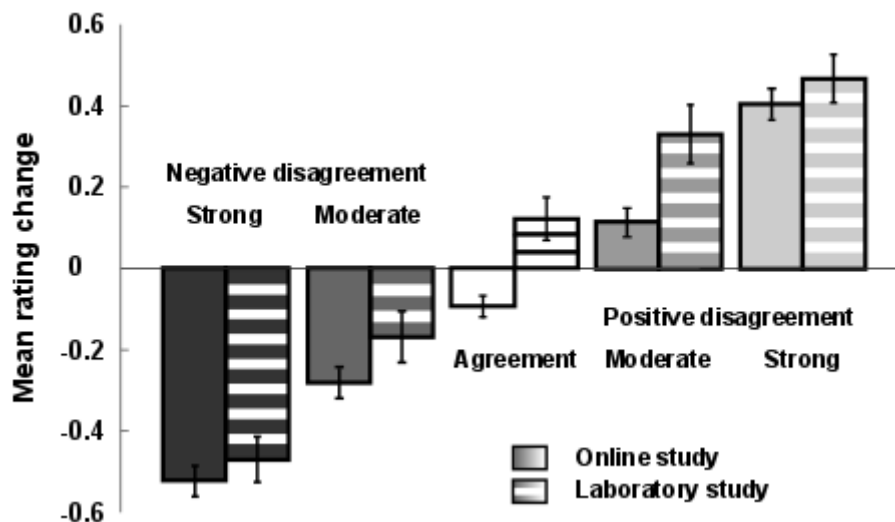 0.6
0.4
0.2
0
-0.2
-0.4
-0.6
Mean rating change
Negative disagreement
Strong Moderate
Agreement
Positive disagreement
Moderate Strong
Online study
Laboratory study